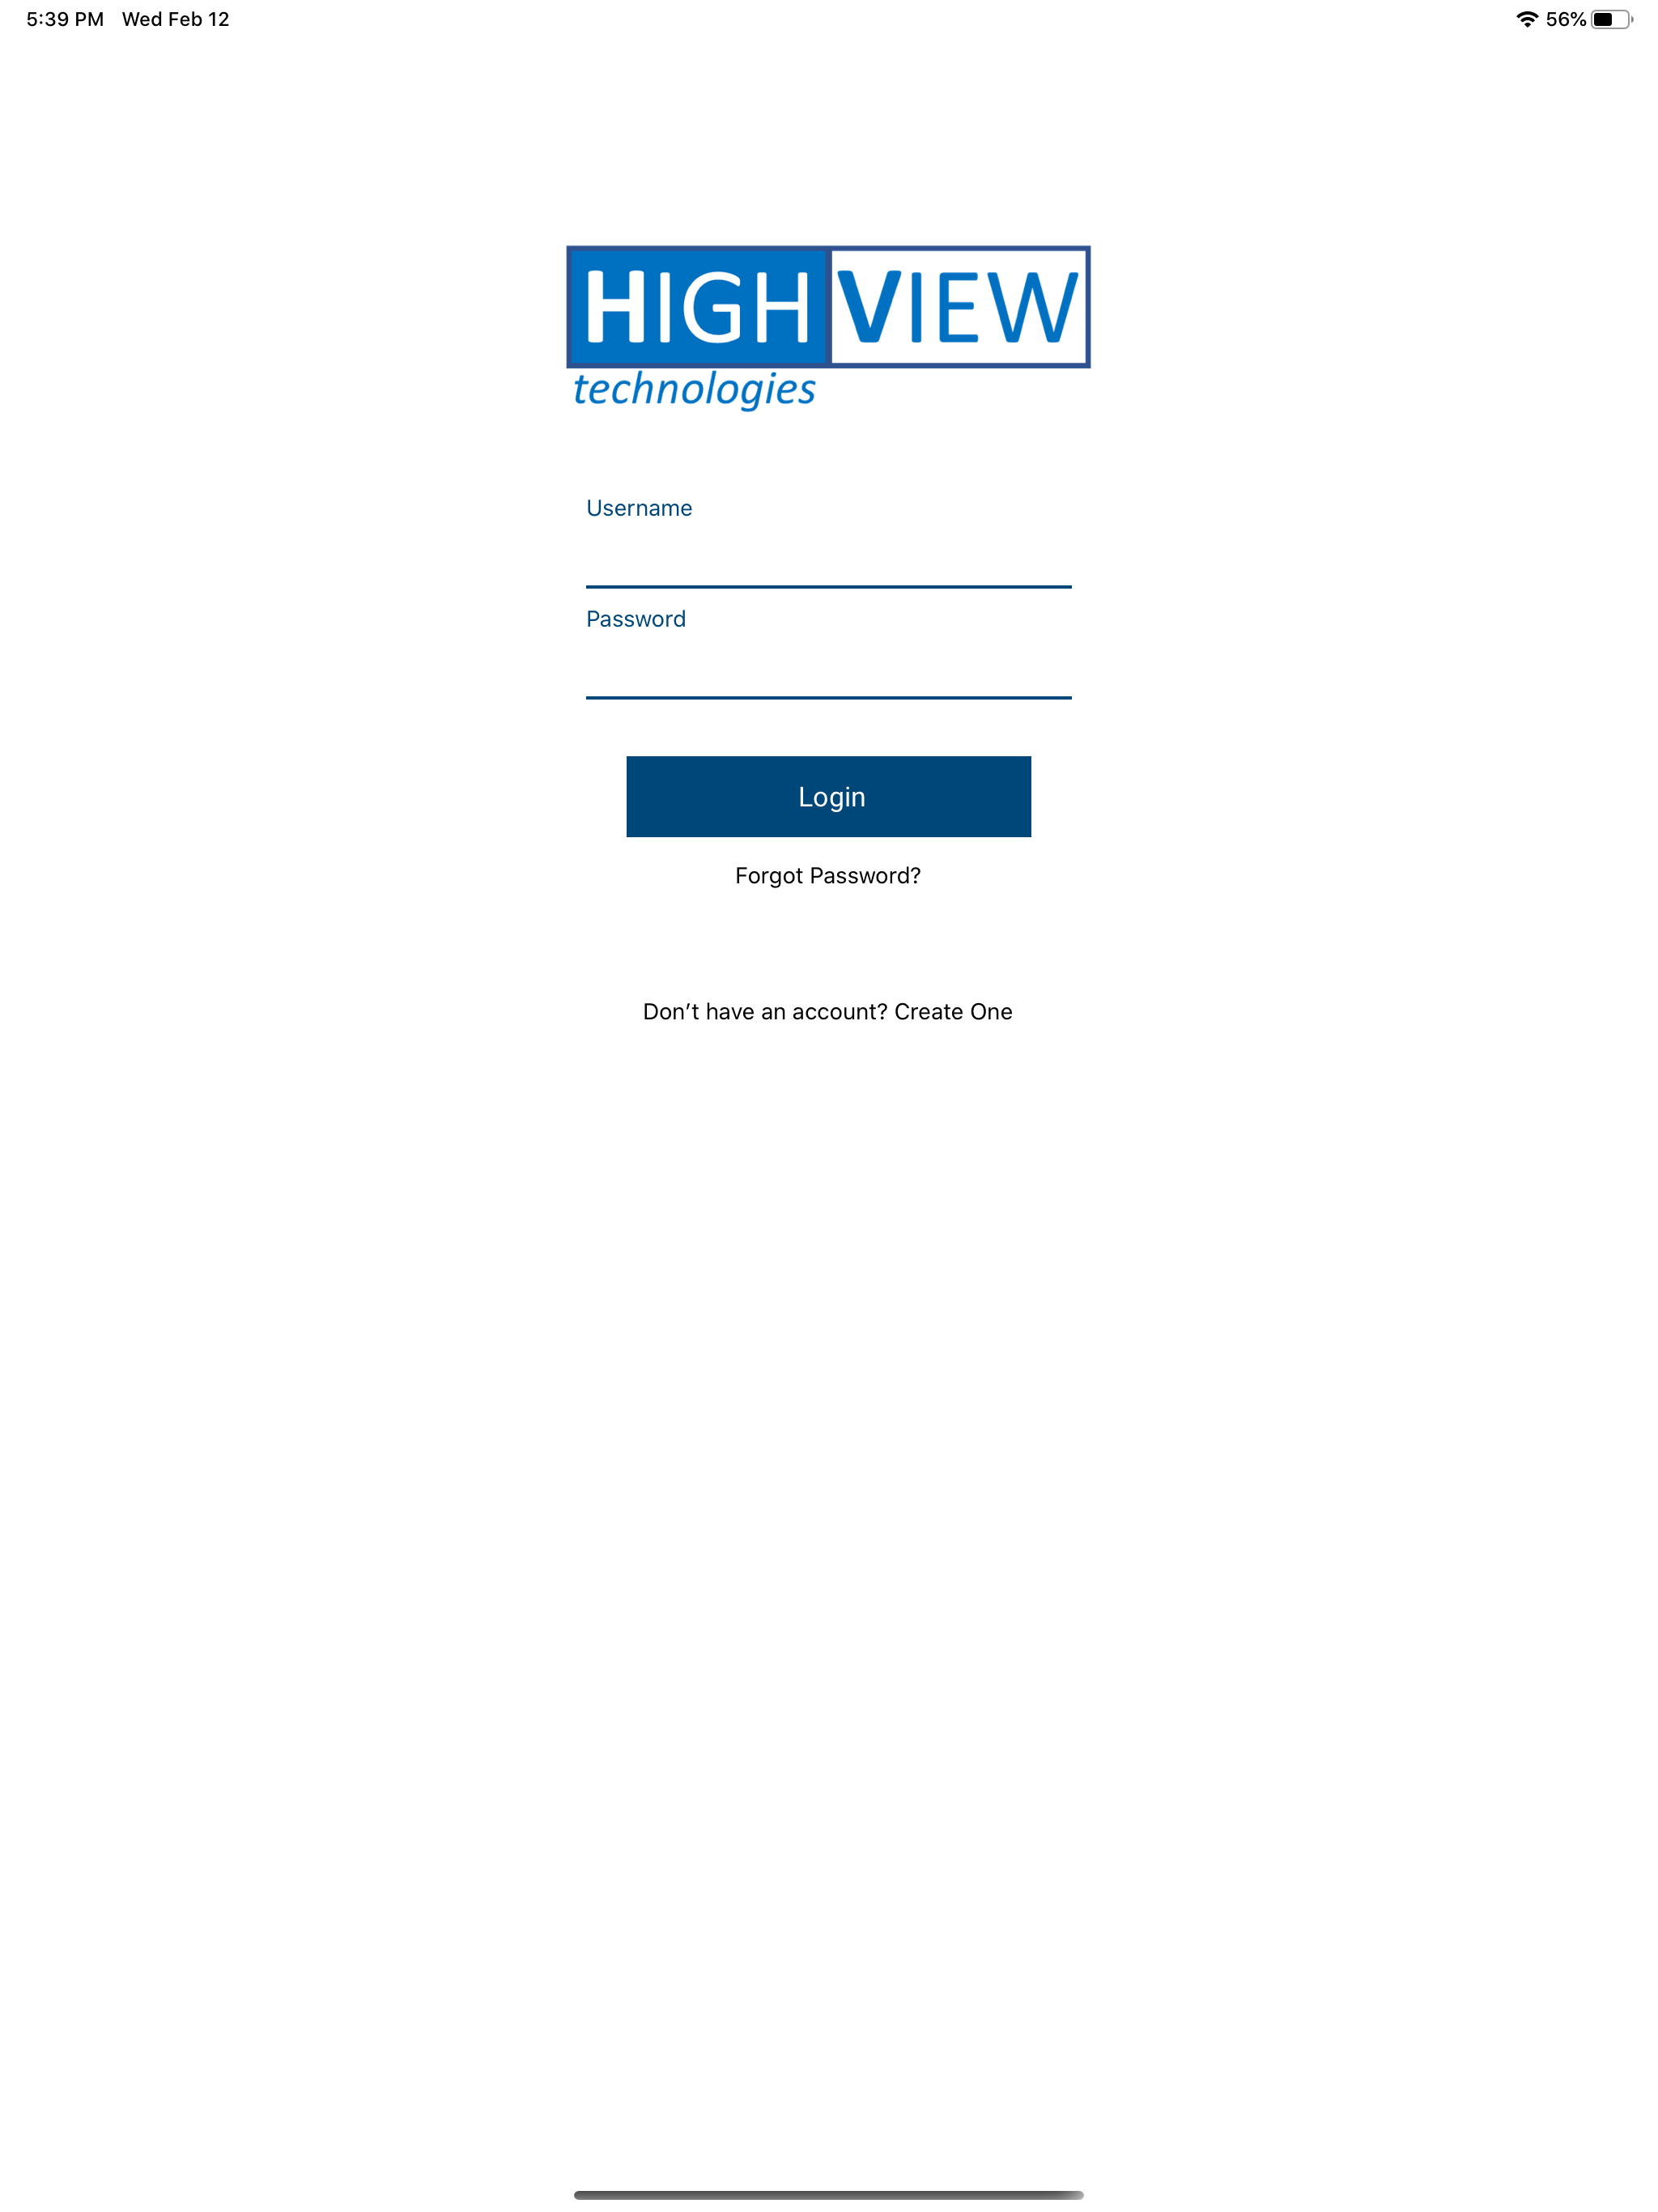 5:39 PM Wed Feb 12 56%
HIGH VIEW
technologies
Username
Password
Login
Forgot Password?
Don’t have an account? Create One